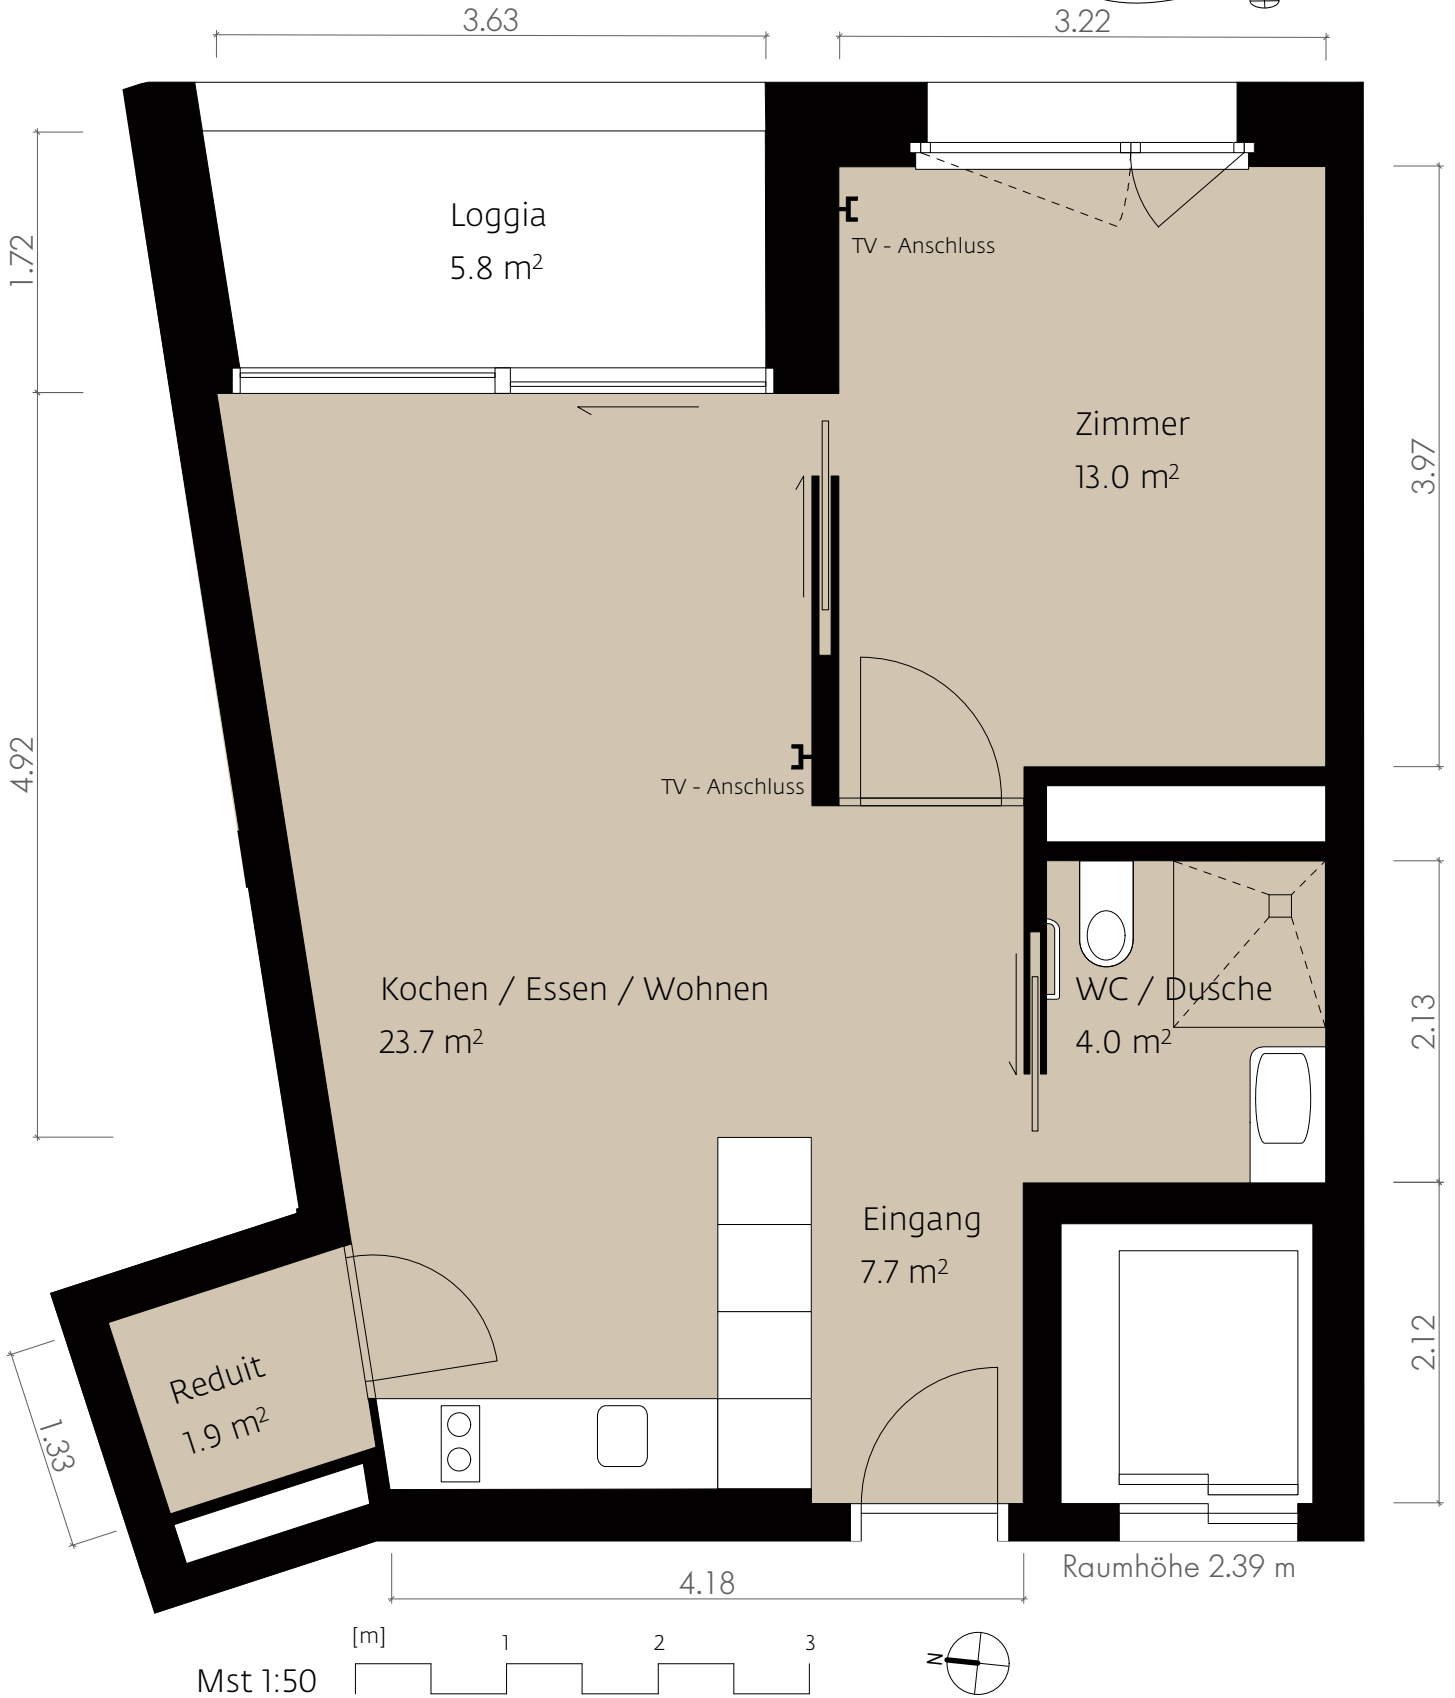 3.63
3.22
Loggia
5.8 m²
TV - Anschluss
1.72
Zimmer
13.0 m²
3.97
4.92
TV - Anschluss
Kochen / Essen / Wohnen
23.7 m²
WC / Dusche
4.0 m²
2.13
Eingang
7.7 m²
2.12
Reduit
1.9 m²
1.33
4.18
Raumhöhe 2.39 m
[m]
1
2
3
Mst 1:50
N